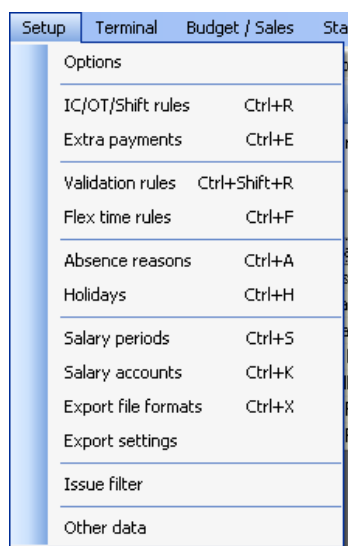 Setup Terminal Budget / Sales Sta
Options
IC/OT/Shift rules Ctrl+R
Extra payments Ctrl+E
Validation rules Ctrl+Shift+R
Flex time rules Ctrl+F
Absence reasons Ctrl+A
Holidays Ctrl+H
Salary periods Ctrl+S
Salary accounts Ctrl+K
Export file formats Ctrl+X
Export settings
Issue filter
Other data